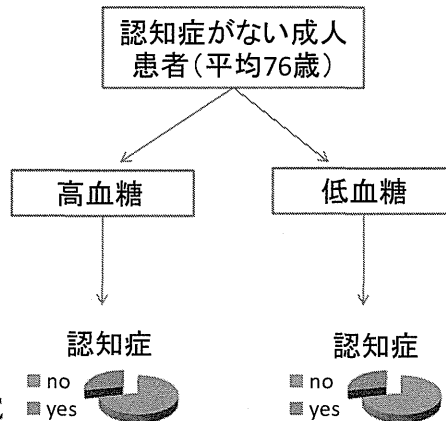 認知症がない成人
患者(平均76歳)
高血糖
低血糖
認知症
no
yes
認知症
no
yes